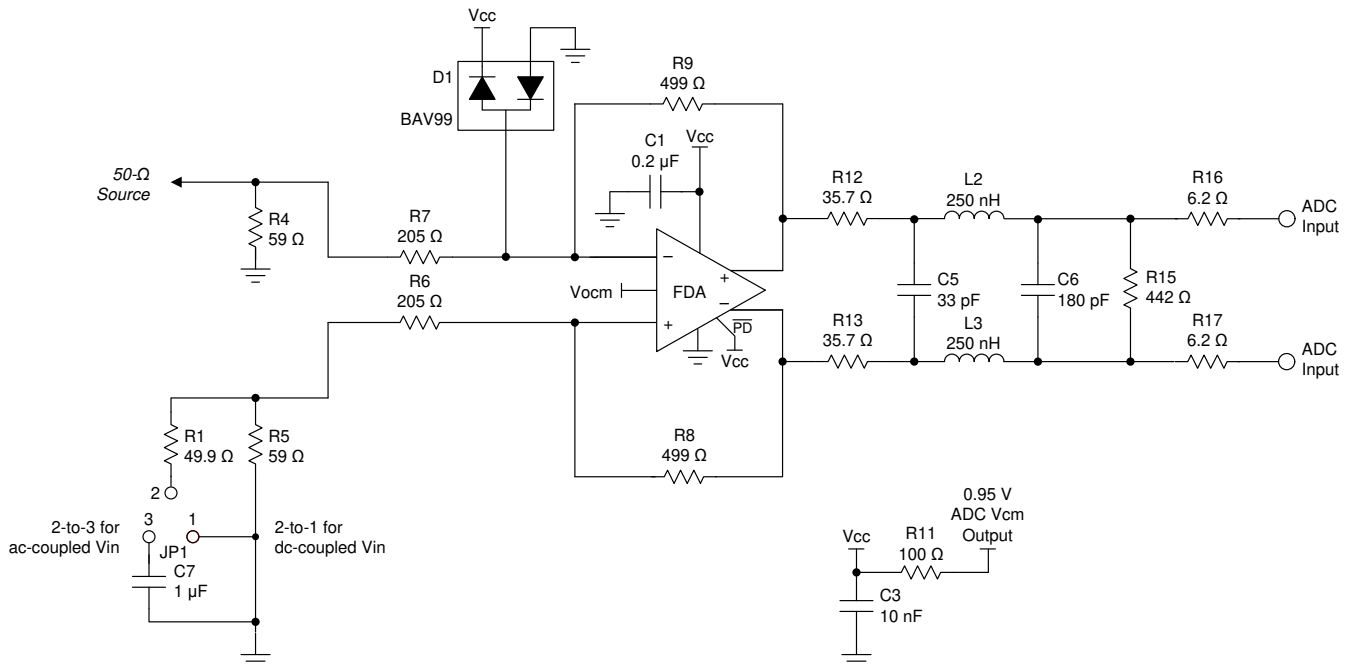 Vcc
D1
BAV99
R9
499 Ω
C1
0.2 µF
Vcc
50-Ω
Source
R4
59 Ω
R7
205 Ω
R6
205 Ω
Vocm
−
+
FDA
+
−
PD
Vcc
R12
35.7 Ω
L2
250 nH
R16
6.2 Ω
ADC
Input
C5
33 pF
C6
180 pF
R15
442 Ω
R13
35.7 Ω
L3
250 nH
R17
6.2 Ω
ADC
Input
R1
49.9 Ω
R5
59 Ω
R8
499 Ω
2
3
1
2-to-3 for
ac-coupled Vin
JP1
2-to-1 for
dc-coupled Vin
C7
1 µF
0.95 V
ADC Vcm
Output
Vcc
R11
100 Ω
C3
10 nF